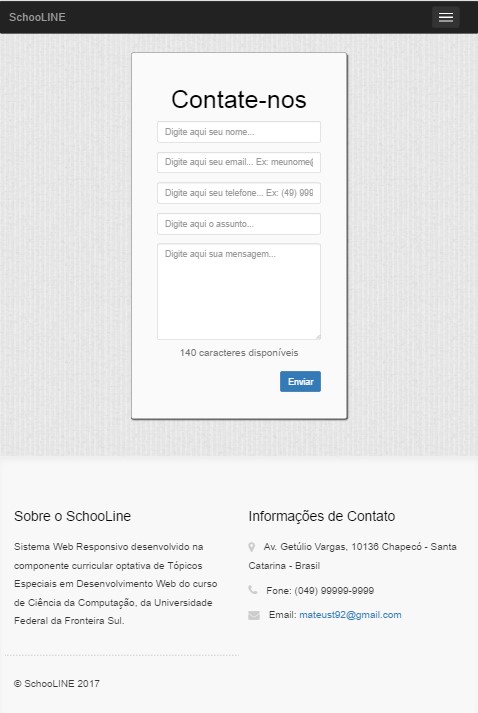 SchooLINE
Contate-nos
Digite aqui seu nome...
Digite aqui seu email... Ex: meunome@
Digite aqui seu telefone... Ex: (49) 999
Digite aqui o assunto...
Digite aqui sua mensagem...
140 caracteres disponíveis
Enviar
Sobre o SchooLine
Sistema Web Responsivo desenvolvido na
componente curricular optativa de Tópicos
Especiais em Desenvolvimento Web do curso
de Ciência da Computação, da Universidade
Federal da Fronteira Sul.
Informações de Contato
Av. Getúlio Vargas, 10136 Chapecó - Santa
Catarina - Brasil
Fone: (049) 99999-9999
Email: mateust92@gmail.com
© SchooLINE 2017